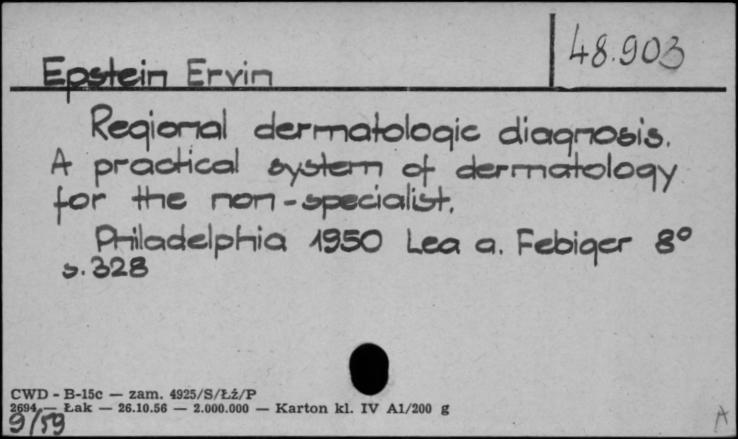 48.903
Epstein Ervin
Regional dermatologic diagnosis.
A practical system of dermatology
for the non-specialist.
Philadelphia 1950 Lea a. Febiger 8°
s. 328
CWD - B-15c — zam. 4925/S/Łż/P
2694 — Łak — 26.10.56 — 2.000.000 — Karton kl. IV A1/200 g
9/59
A